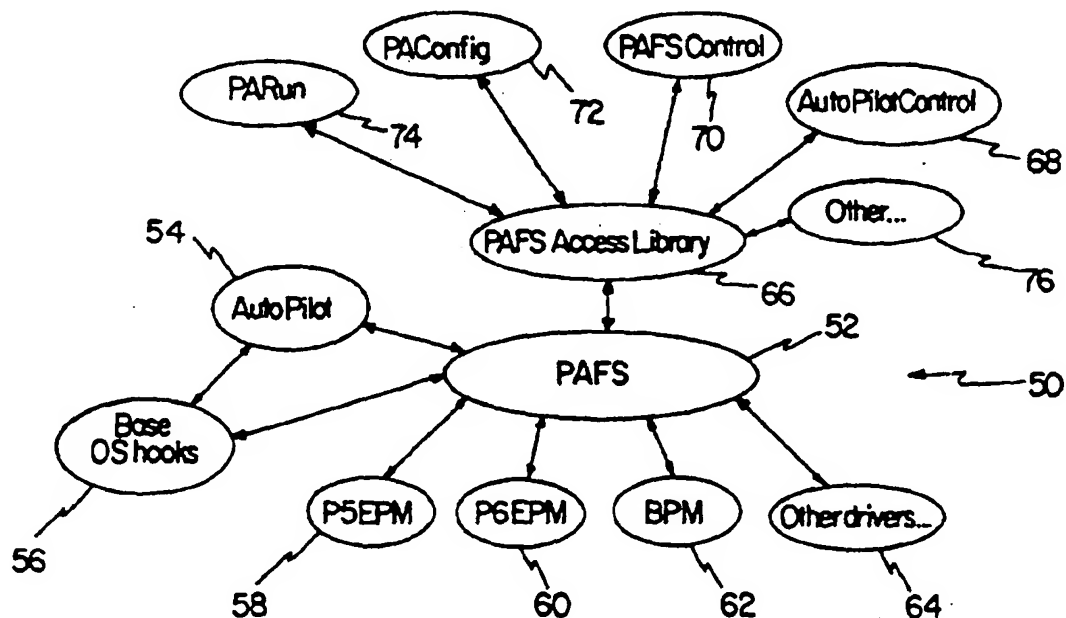 PAConfig
PAFS Control
PARun
72
AutoPilotControl
74
70
68
54
Other...
PAFS Access Library
76
AutoPilot
66
52
PAFS
50
Base
OS hooks
P5EPM
P6EPM
BPM
Other drivers...
56
58
60
62
64